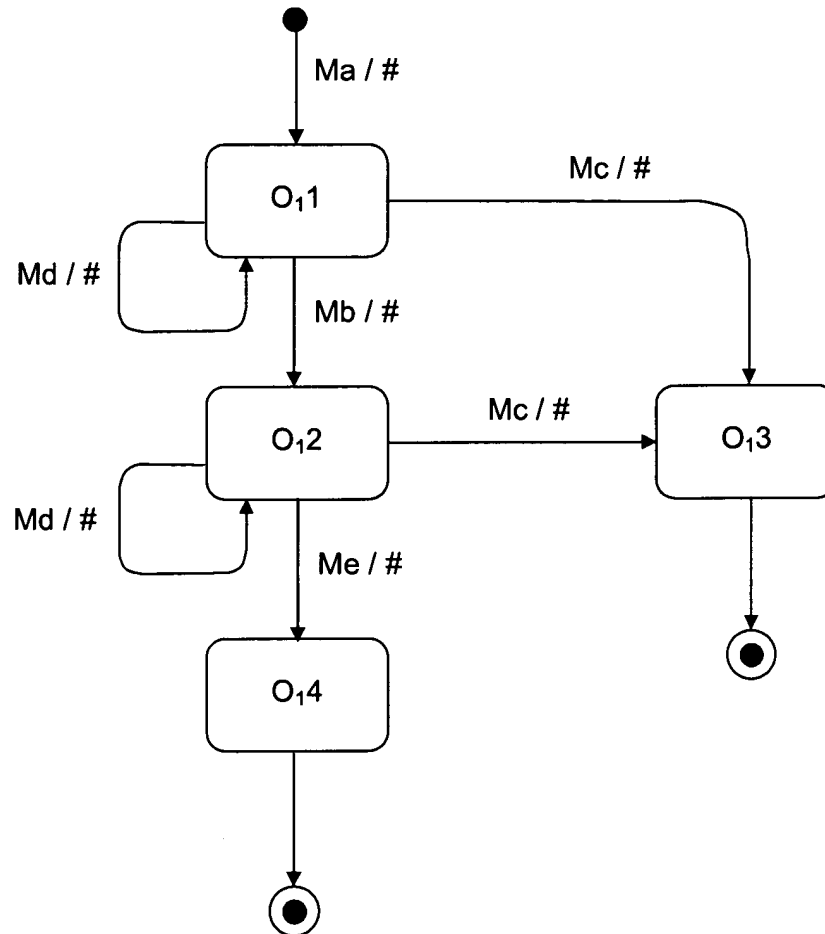 Ma / #
O₁1
Mc / #
Md / #
Mb / #
O₁2
Mc / #
O₁3
Md / #
Me / #
O₁4